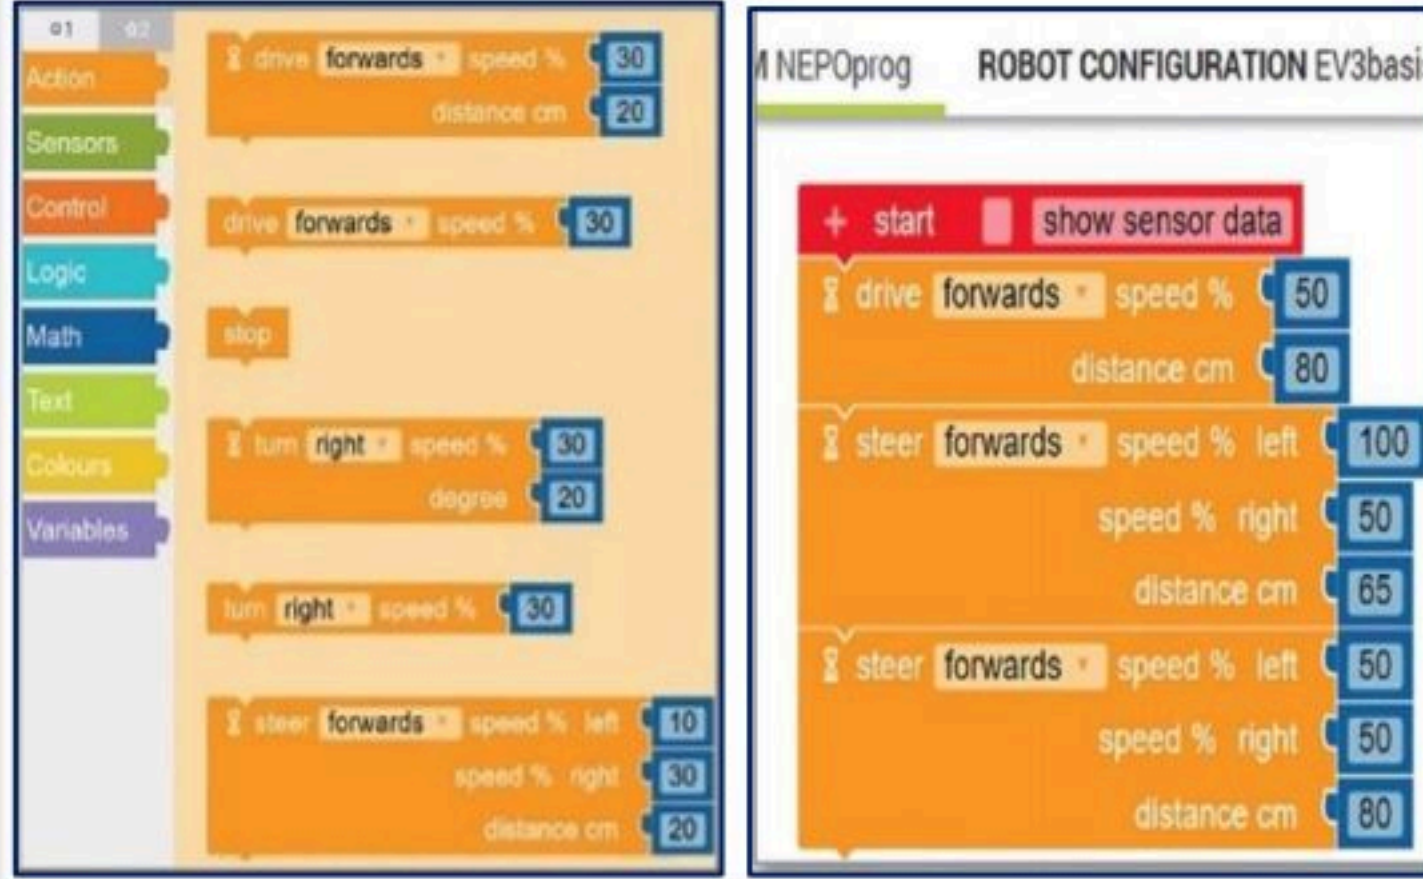 1
2
Action
Sensors
Control
Logic
Math
Text
Colours
Variables
drive forwards speed % 30
distance cm 20
drive forwards speed % 30
stop
turn right speed % 30
degree 20
turn right speed % 30
steer forwards speed % left 10
speed % right 30
distance cm 20
NEPOprog ROBOT CONFIGURATION EV3basis
+ start show sensor data
drive forwards speed % 50
distance cm 80
steer forwards speed % left 100
speed % right 50
distance cm 65
steer forwards speed % left 50
speed % right 50
distance cm 80